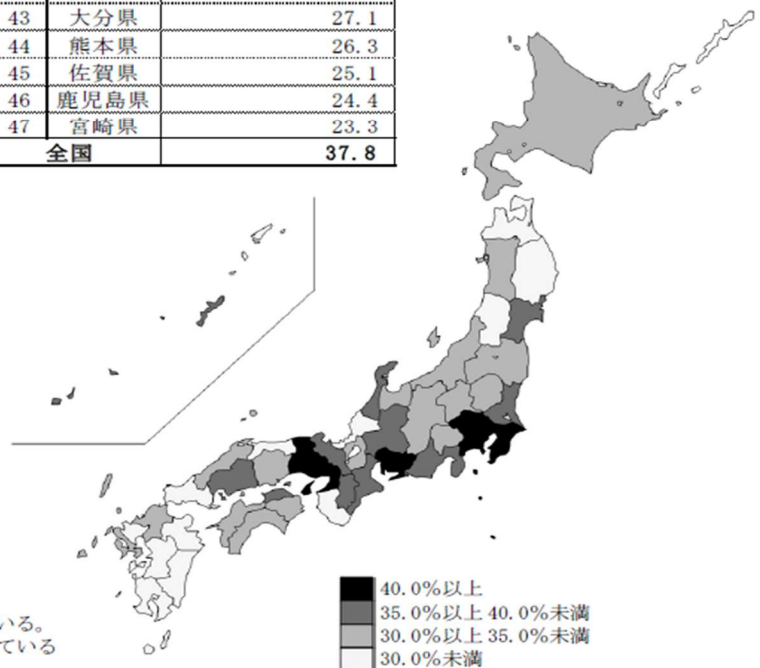 43 大分県 27.1
44 熊本県 26.3
45 佐賀県 25.1
46 鹿児島県 24.4
47 宮崎県 23.3
全国 37.8
40.0%以上
35.0%以上 40.0%未満
30.0%以上 35.0%未満
30.0%未満
いる。
ている